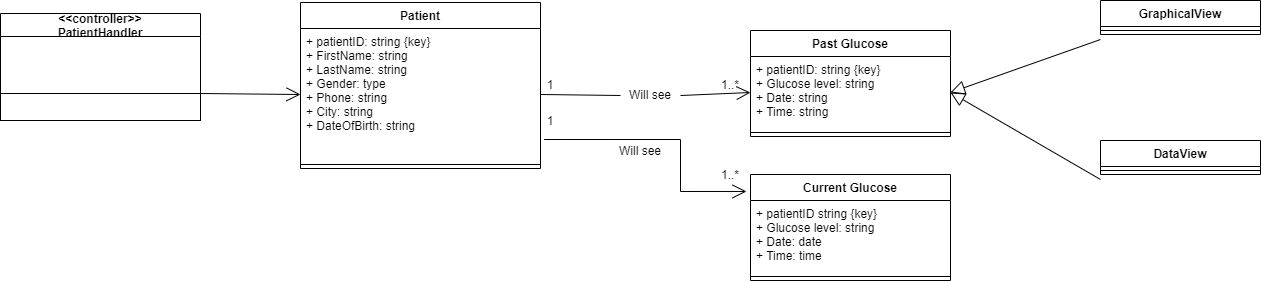 <<controller>>
PatientHandler
Patient
+ patientID: string {key}
+ FirstName: string
+ LastName: string
+ Gender: type
+ Phone: string
+ City: string
+ DateOfBirth: string
1
Will see
1..*
1
Will see
1..*
Past Glucose
+ patientID: string {key}
+ Glucose level: string
+ Date: string
+ Time: string
Current Glucose
+ patientID string {key}
+ Glucose level: string
+ Date: date
+ Time: time
GraphicalView
DataView